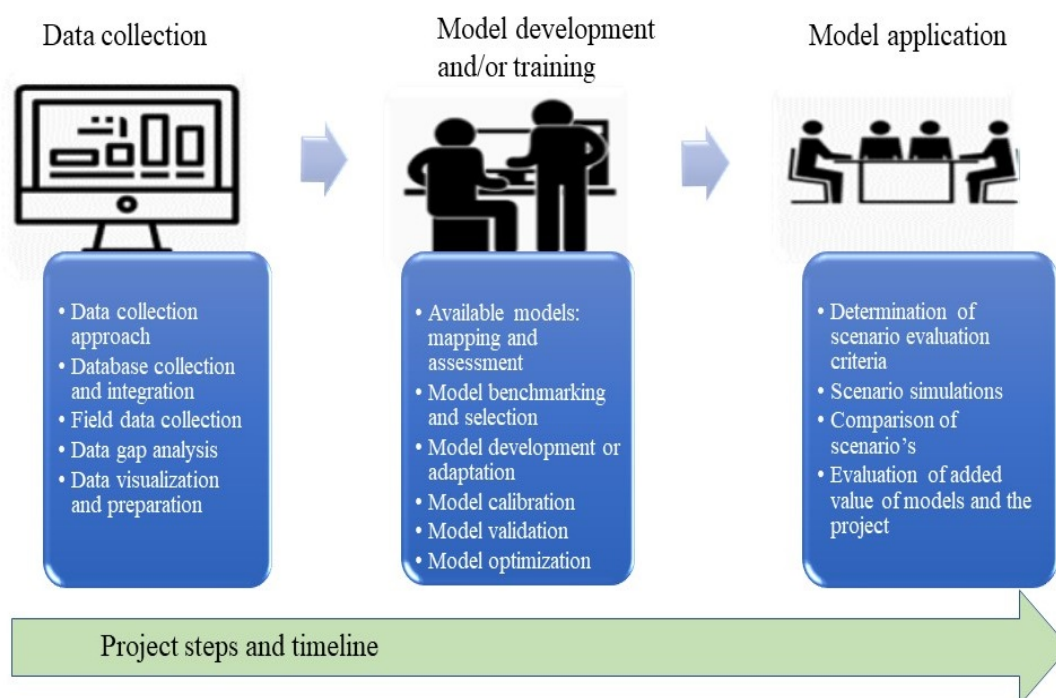 Data collection
Model development
and/or training
Model application
• Data collection
approach
• Database collection
and integration
• Field data collection
• Data gap analysis
• Data visualization
and preparation
• Available models:
mapping and
assessment
• Model benchmarking
and selection
• Model development or
adaptation
• Model calibration
• Model validation
• Model optimization
• Determination of
scenario evaluation
criteria
• Scenario simulations
• Comparison of
scenario’s
• Evaluation of added
value of models and the
project
Project steps and timeline